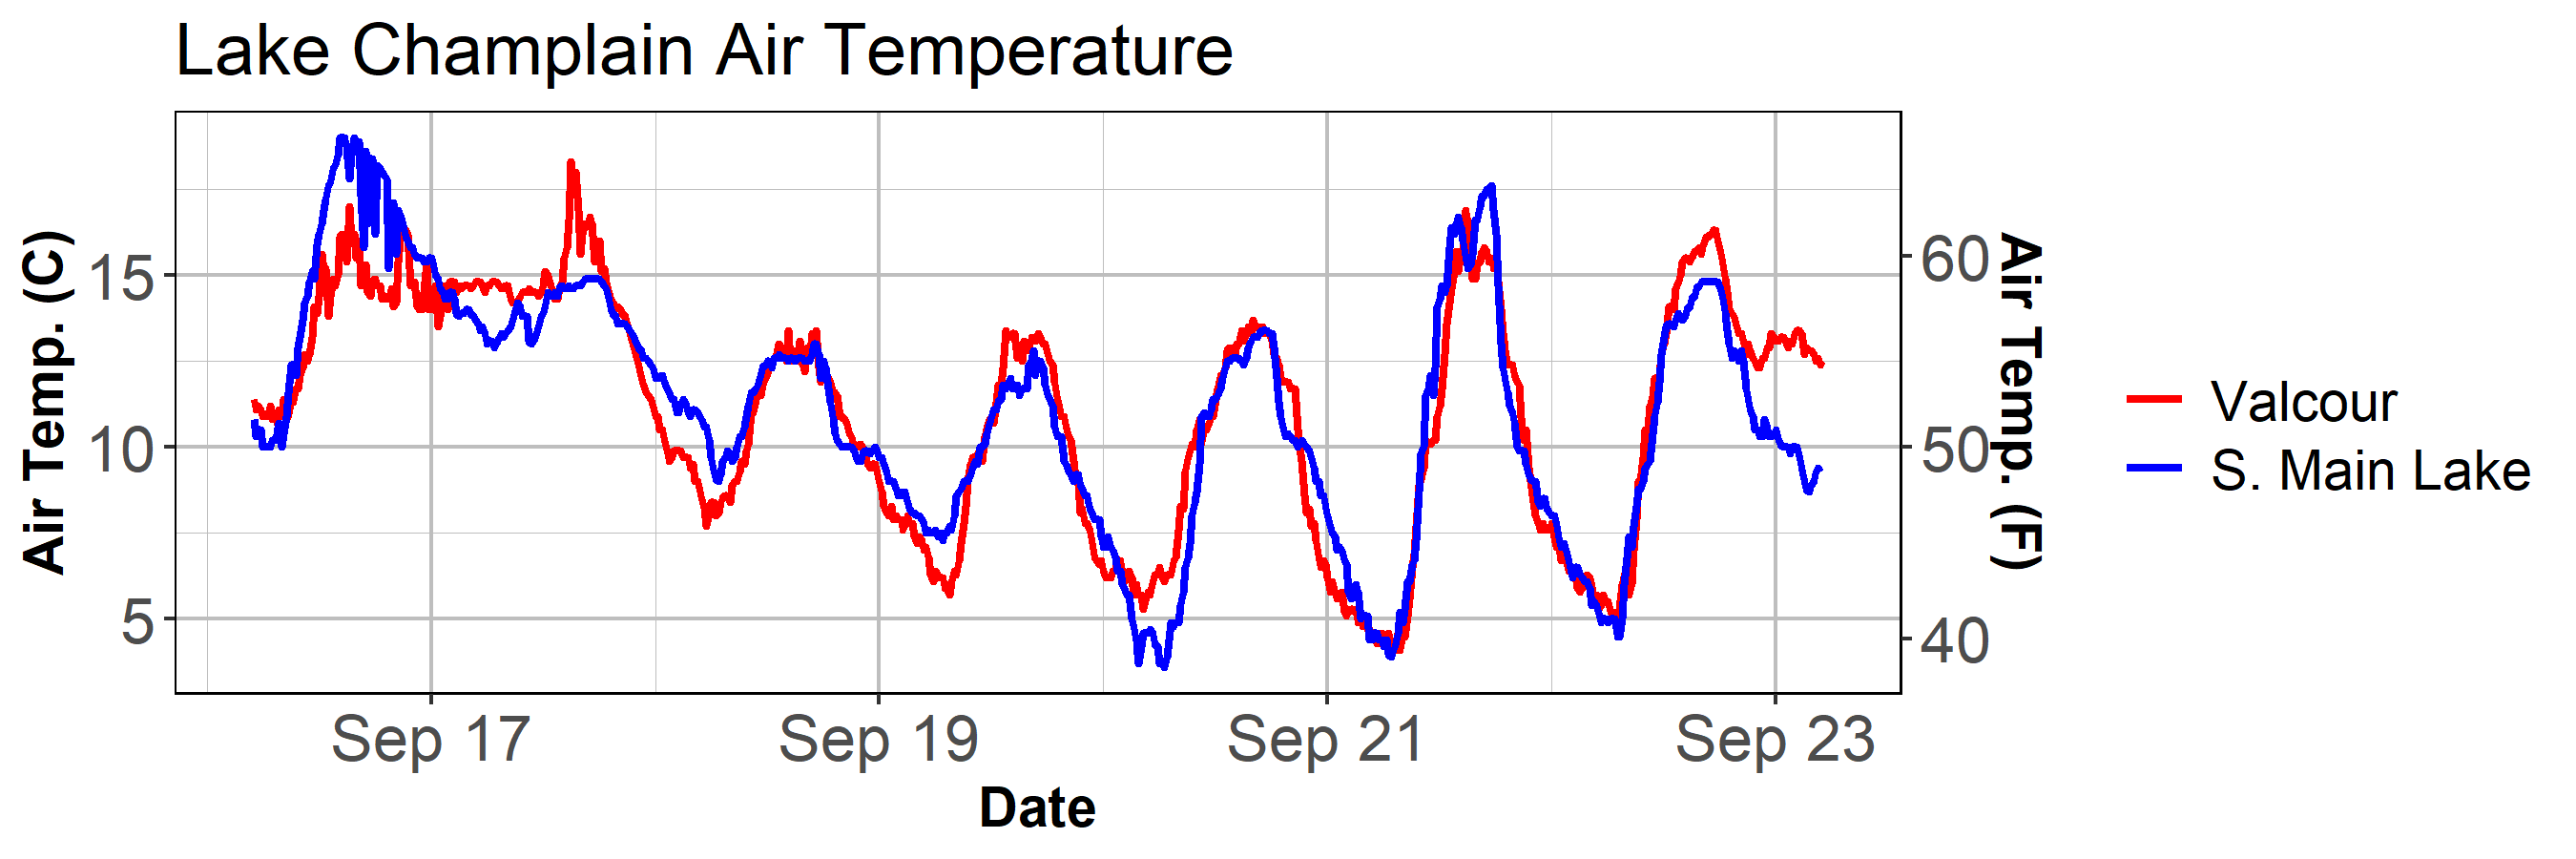 Lake Champlain Air Temperature
Air Temp. (C)
15
10
5
60
50
40
Air Temp. (F)
Sep 17
Sep 19
Sep 21
Sep 23
Date
Valcour
S. Main Lake